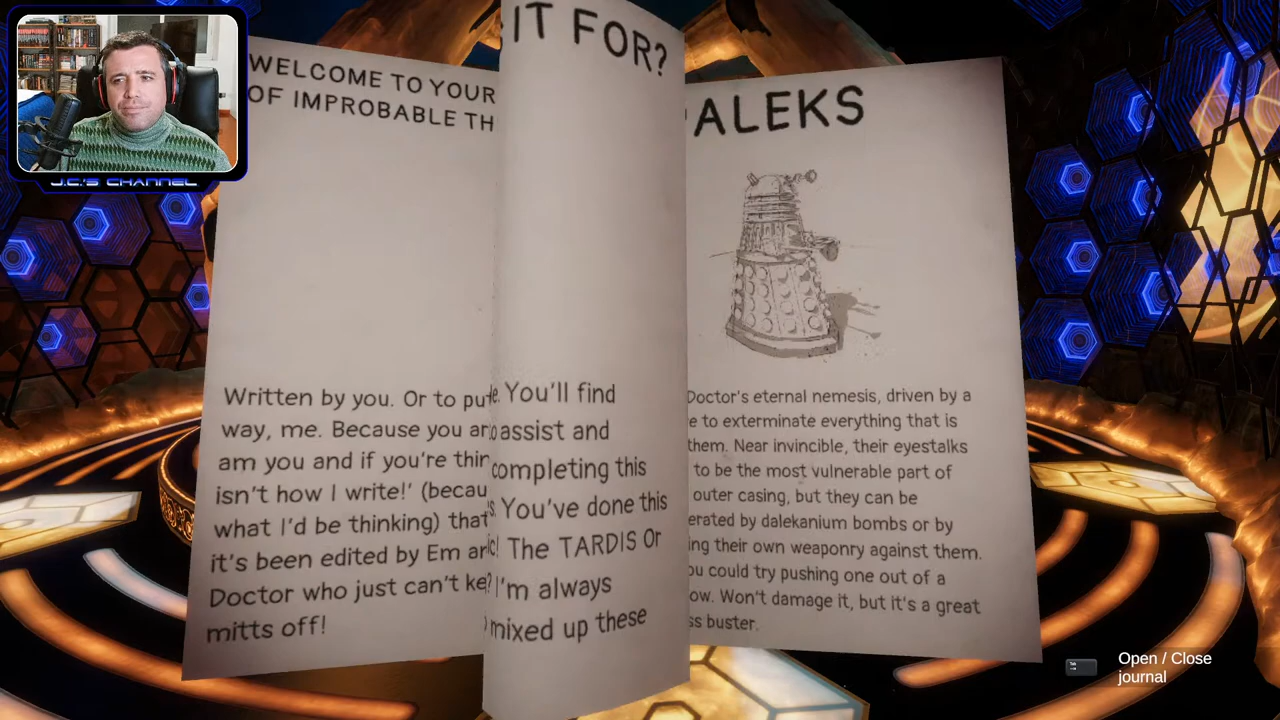 J.C.'S CHANNEL
WELCOME TO YOUR
OF IMPROBABLE TH
Written by you. Or to put
way, me. Because you ar
am you and if you're thin
isn't how I write!' (becau
what I'd be thinking) that
it's been edited by Em an
Doctor who just can't ke
mitts off!
IT FOR?
You'll find
assist and
completing this
You've done this
The TARDIS Or
I'm always
mixed up these
ALEKS
Doctor's eternal nemesis, driven by a
to exterminate everything that is
them. Near invincible, their eyestalks
to be the most vulnerable part of
outer casing, but they can be
erated by dalekanium bombs or by
ing their own weaponry against them.
ou could try pushing one out of a
ow. Won't damage it, but it's a great
ss buster.
Tab
Open / Close
journal